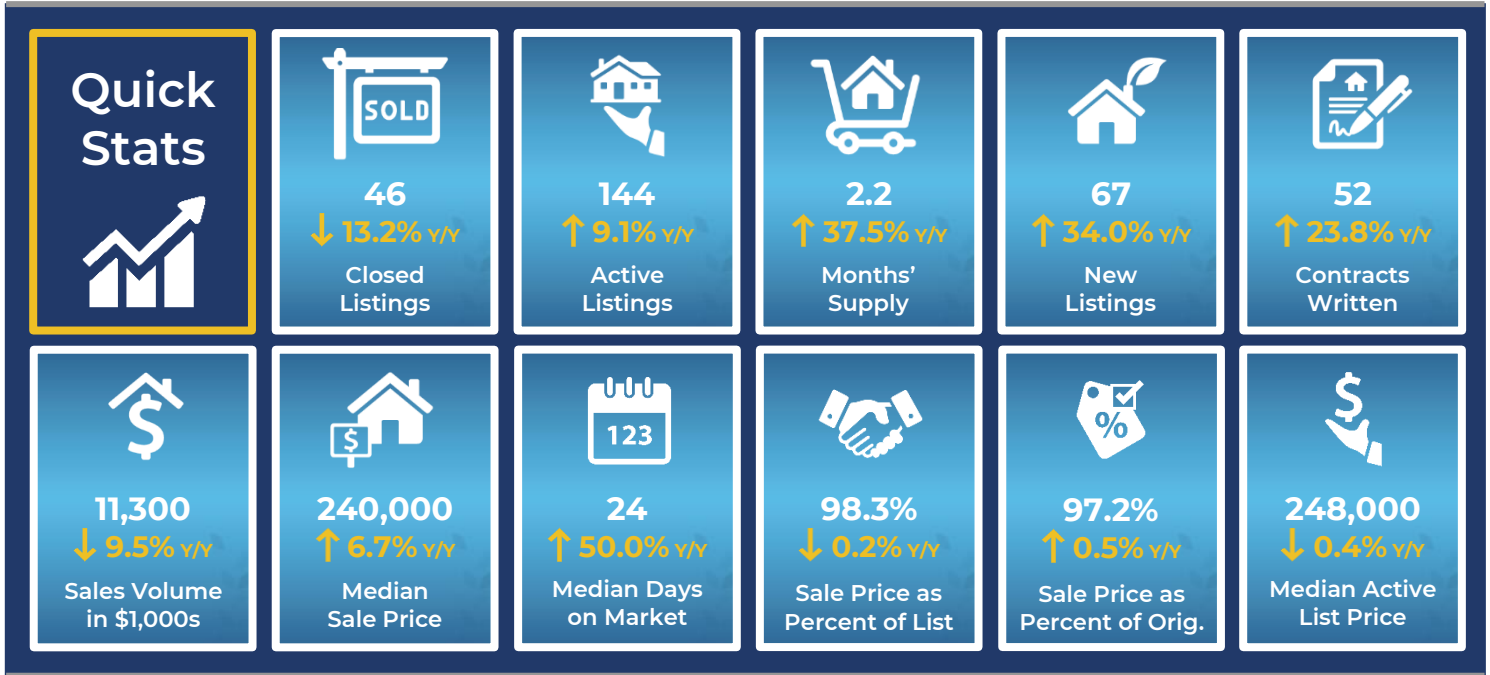 Quick
Stats
SOLD
46
↓ 13.2% Y/Y
Closed
Listings
144
↑ 9.1% Y/Y
Active
Listings
2.2
↑ 37.5% Y/Y
Months’
Supply
67
↑ 34.0% Y/Y
New
Listings
52
↑ 23.8% Y/Y
Contracts
Written
$
11,300
↓ 9.5% Y/Y
Sales Volume
in $1,000s
$
240,000
↑ 6.7% Y/Y
Median
Sale Price
123
24
↑ 50.0% Y/Y
Median Days
on Market
98.3%
↓ 0.2% Y/Y
Sale Price as
Percent of List
%
97.2%
↑ 0.5% Y/Y
Sale Price as
Percent of Orig.
$
248,000
↓ 0.4% Y/Y
Median Active
List Price